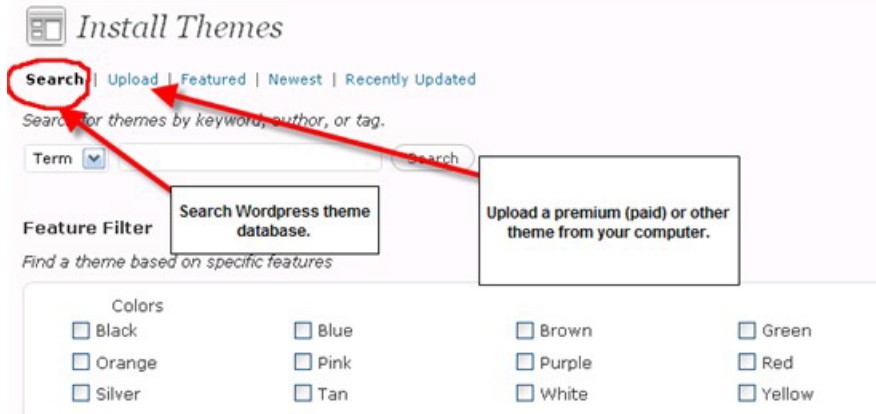 Install Themes
Search | Upload | Featured | Newest | Recently Updated
Search for themes by keyword, author, or tag.
Term Search
Search Wordpress theme
database.
Upload a premium (paid) or other
theme from your computer.
Feature Filter
Find a theme based on specific features
Colors
Black Blue Brown Green
Orange Pink Purple Red
Silver Tan White Yellow